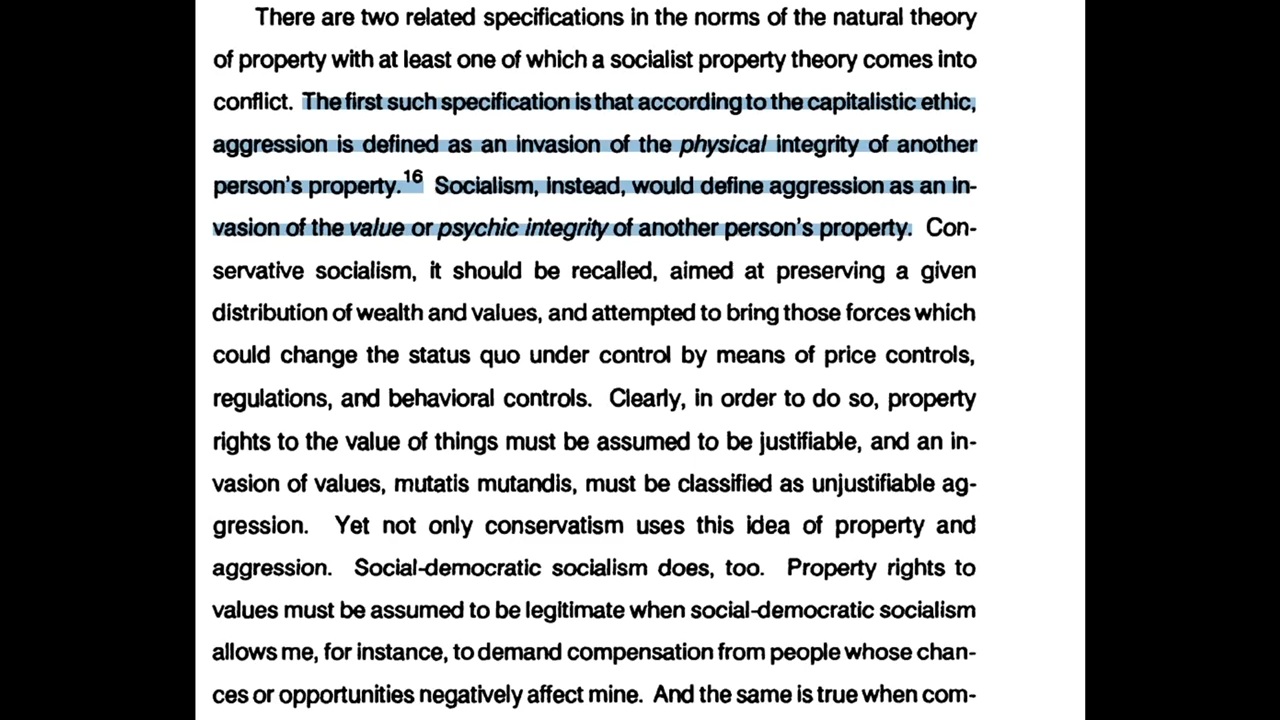 There are two related specifications in the norms of the natural theory
of property with at least one of which a socialist property theory comes into
conflict. The first such specification is that according to the capitalistic ethic,
aggression is defined as an invasion of the physical integrity of another
person's property.16 Socialism, instead, would define aggression as an in-
vasion of the value or psychic integrity of another person's property. Con-
servative socialism, it should be recalled, aimed at preserving a given
distribution of wealth and values, and attempted to bring those forces which
could change the status quo under control by means of price controls,
regulations, and behavioral controls. Clearly, in order to do so, property
rights to the value of things must be assumed to be justifiable, and an in-
vasion of values, mutatis mutandis, must be classified as unjustifiable ag-
gression. Yet not only conservatism uses this idea of property and
aggression. Social-democratic socialism does, too. Property rights to
values must be assumed to be legitimate when social-democratic socialism
allows me, for instance, to demand compensation from people whose chan-
ces or opportunities negatively affect mine. And the same is true when com-